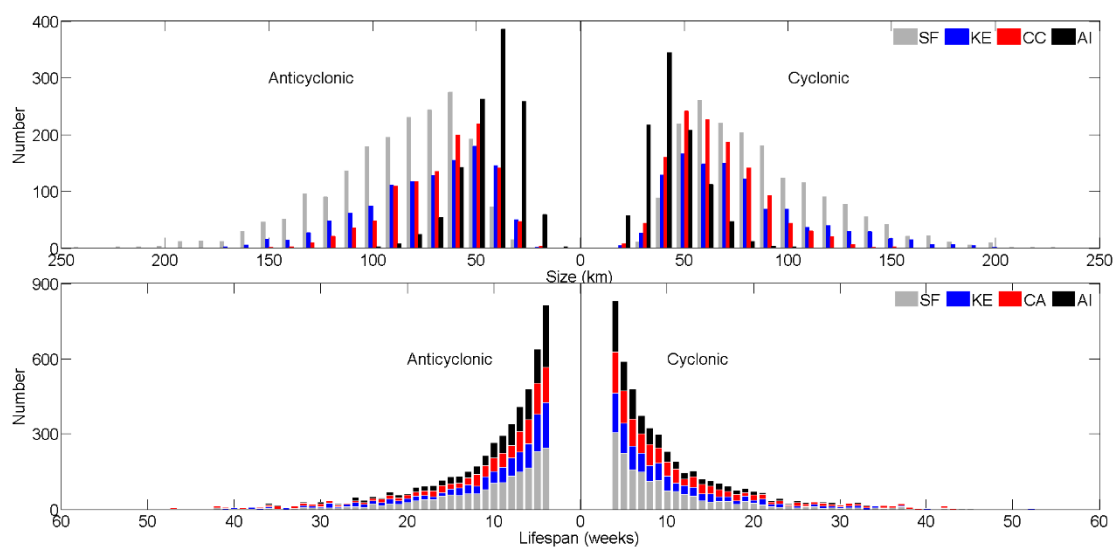 400
300
200
100
0
Number
Anticyclonic
Cyclonic
SF KE CC AI
250 200 150 100 50 0 50 100 150 200 250
Size (km)
900
600
300
0
Number
Anticyclonic
Cyclonic
SF KE CA AI
60 50 40 30 20 10 0 10 20 30 40 50 60
Lifespan (weeks)